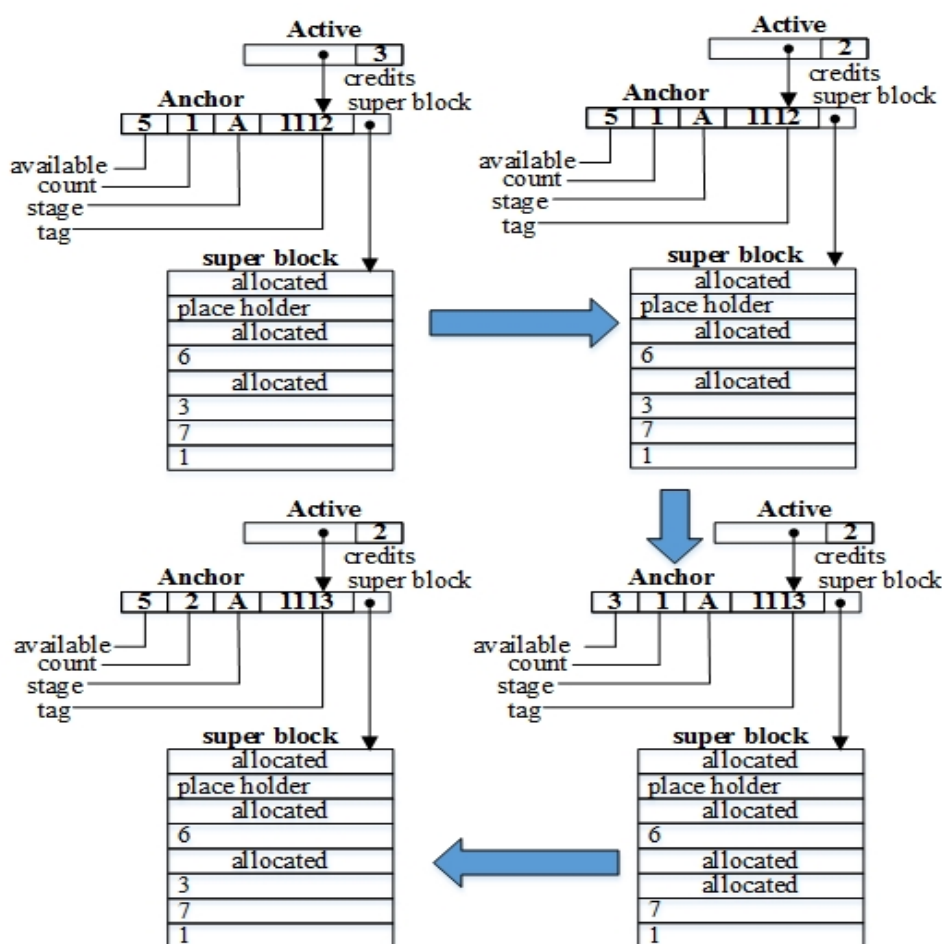 Active
3
credits
Anchor
super block
5 1 A 1112
available
count
stage
tag
super block
allocated
place holder
allocated
6
allocated
3
7
1
Active
2
credits
Anchor
super block
5 1 A 1112
available
count
stage
tag
super block
allocated
place holder
allocated
6
allocated
3
7
1
Active
2
credits
Anchor
super block
3 1 A 1113
available
count
stage
tag
super block
allocated
place holder
allocated
6
allocated
allocated
7
1
Active
2
credits
Anchor
super block
5 2 A 1113
available
count
stage
tag
super block
allocated
place holder
allocated
6
allocated
3
7
1